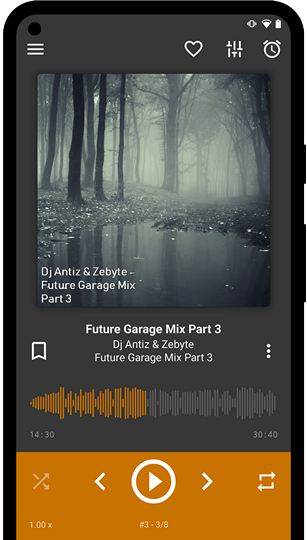 Dj Antiz & Zebyte -
Future Garage Mix
Part 3
Future Garage Mix Part 3
Dj Antiz & Zebyte
Future Garage Mix Part 3
14:30 30:40
1.00 x #3 - 3/8